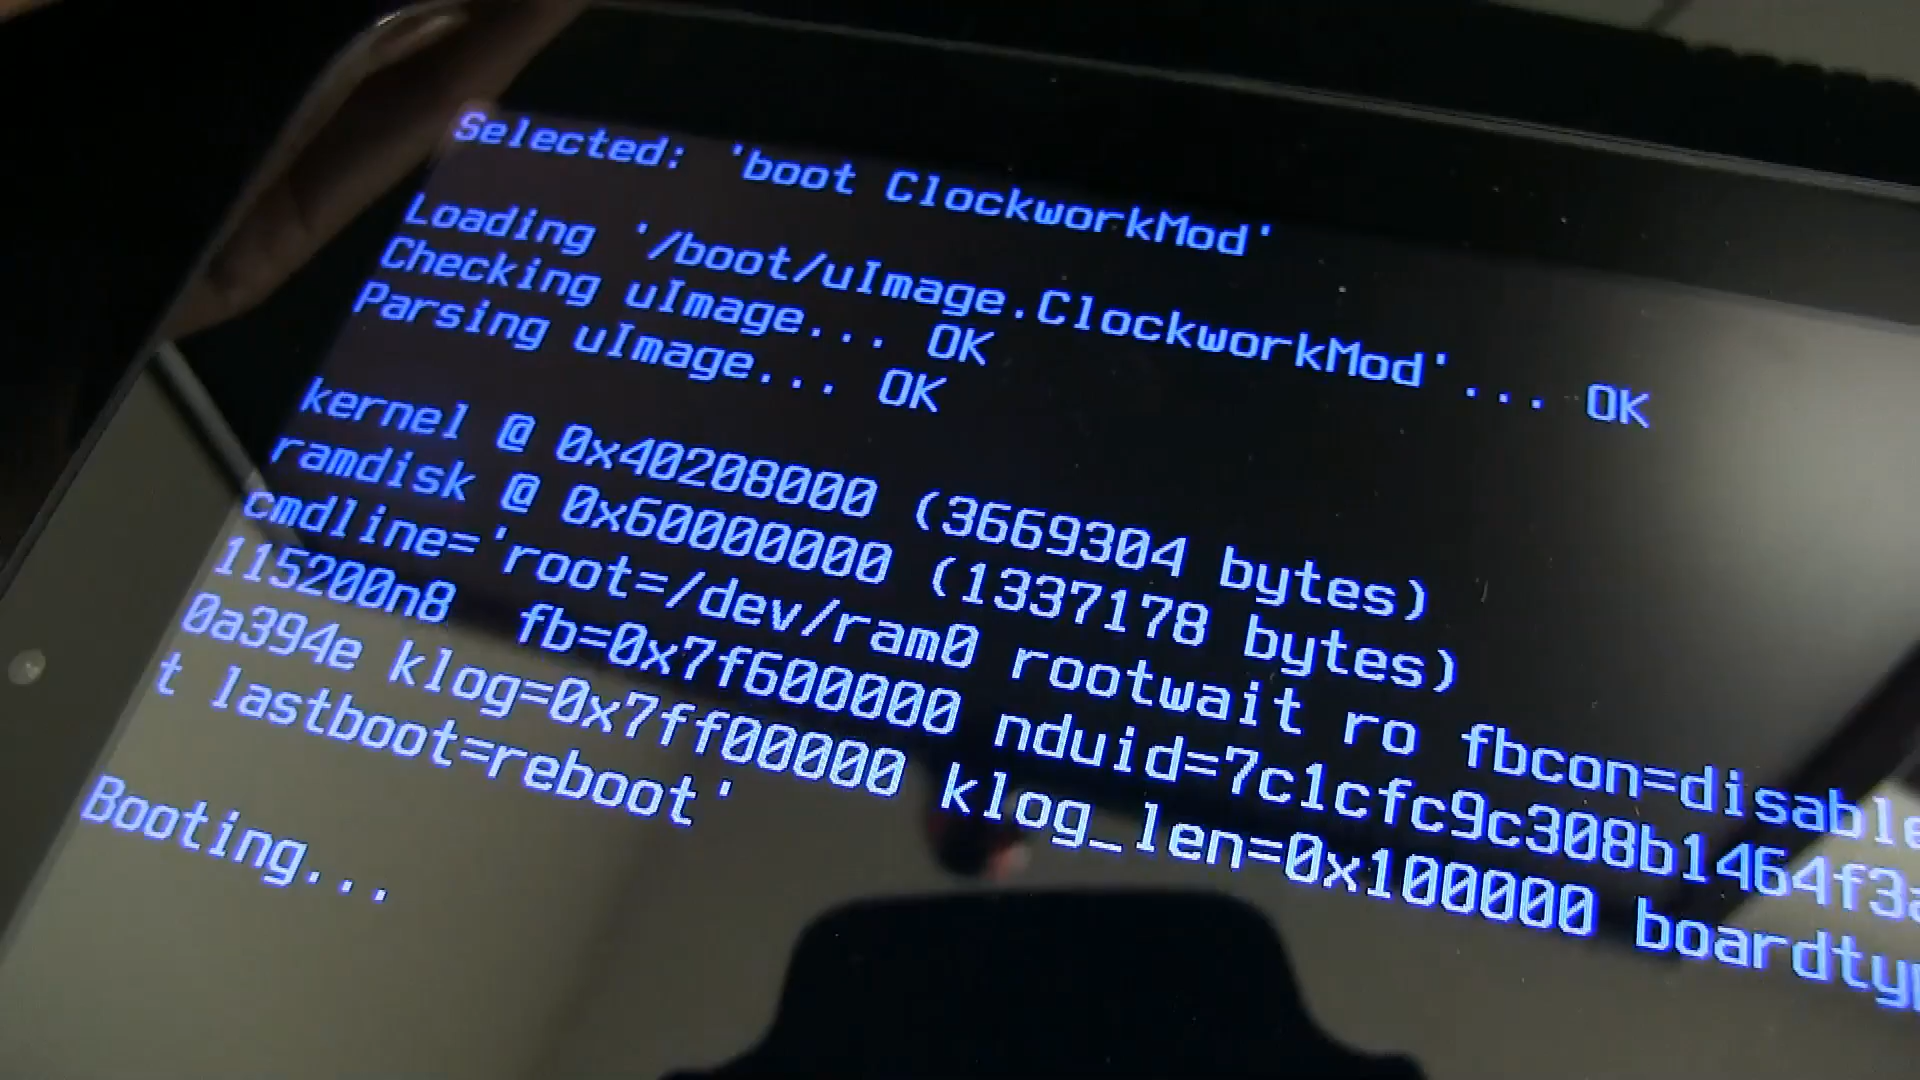 Selected: 'boot ClockworkMod'
Loading '/boot/uImage.ClockworkMod'... OK
Checking uImage... OK
Parsing uImage... OK
kernel @ 0x40208000 (3669304 bytes)
ramdisk @ 0x60000000 (1337178 bytes)
cmdline='root=/dev/ram0 rootwait ro fbcon=disable
115200n8  fb=0x7f600000 nduid=7c1cfc9c308b1464f3a
0a394e klog=0x7ff00000 klog_len=0x100000 boardty
t lastboot=reboot'
Booting...